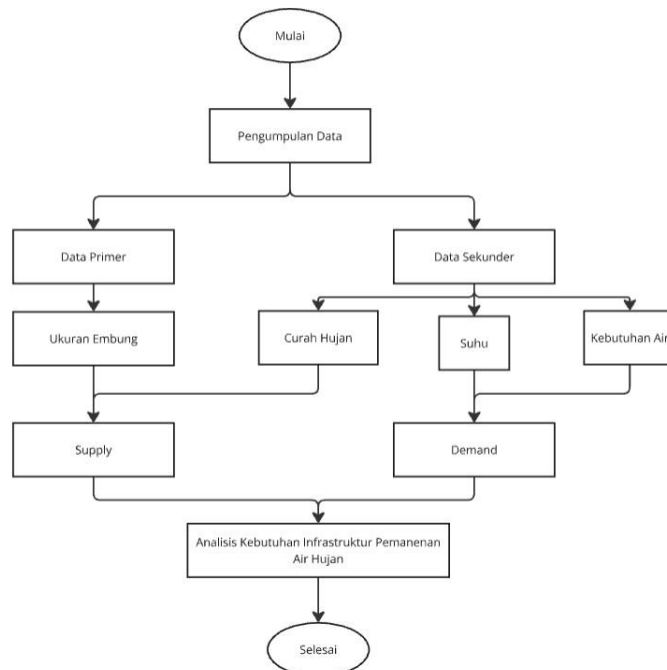 Mulai
Pengumpulan Data
Data Primer
Data Sekunder
Ukuran Embung
Curah Hujan
Suhu
Kebutuhan Air
Supply
Demand
Analisis Kebutuhan Infrastruktur Pemanenan
Air Hujan
Selesai